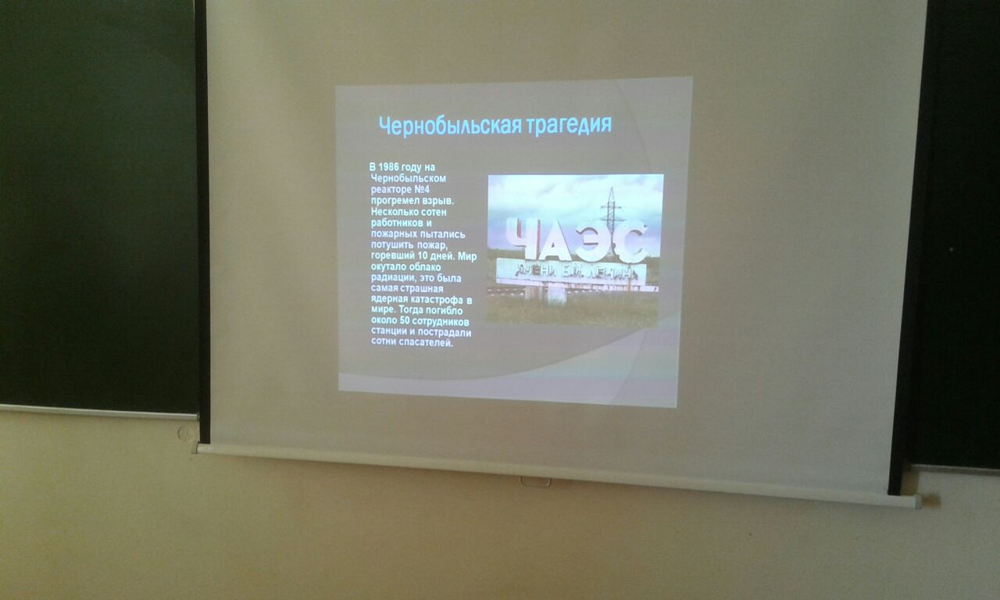 Чернобыльская трагедия
В 1986 году на
Чернобыльском
реакторе №4
прогремел взрыв.
Несколько сотен
работников и
пожарных пытались
потушить пожар,
горевший 10 дней. Мир
окутало облако
радиации, это была
самая страшная
ядерная катастрофа в
мире. Тогда погибло
около 50 сотрудников
станции и пострадали
сотни спасателей.
ЧАЭС
ИМЕНИ В.И.ЛЕНИНА